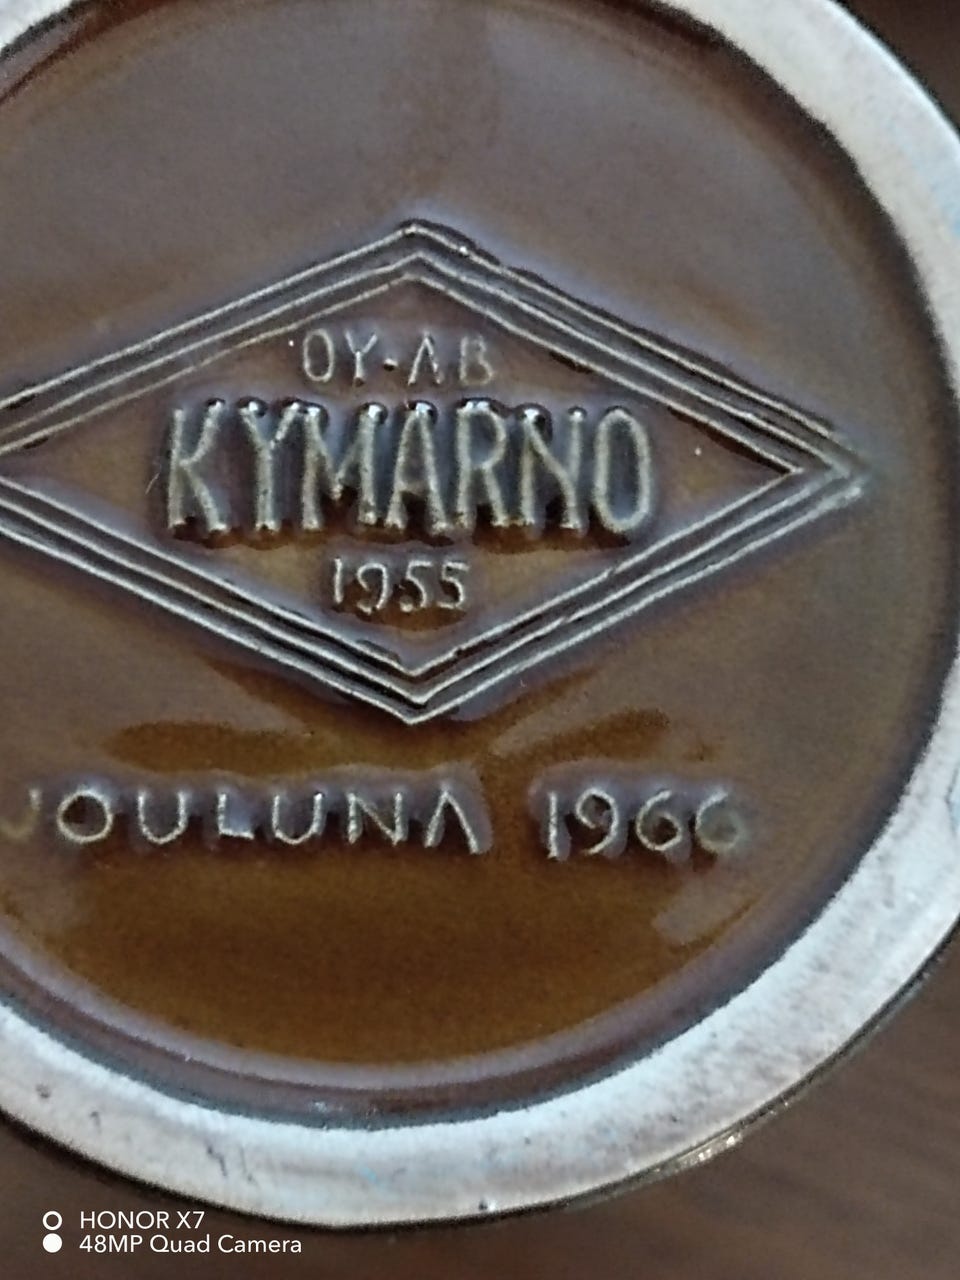 OY-AB
KYMARNO
1955
JOULUNA 1966
HONOR X7
48MP Quad Camera